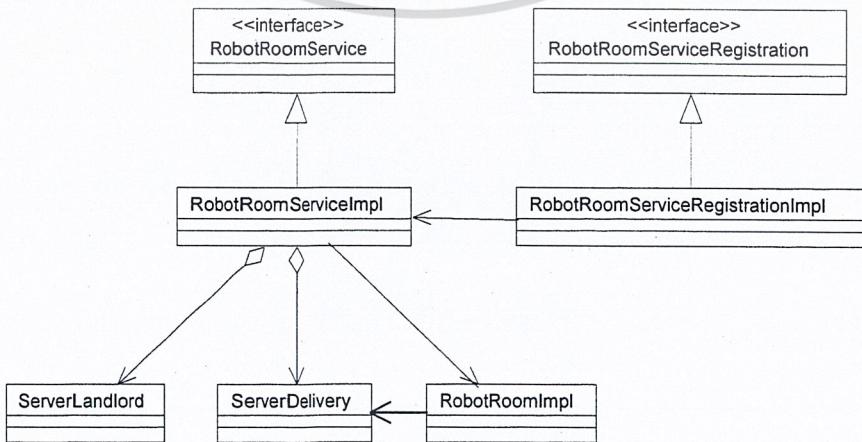 <<interface>>
RobotRoomService
<<interface>>
RobotRoomServiceRegistration
RobotRoomServiceImpl
RobotRoomServiceRegistrationImpl
ServerLandlord
ServerDelivery
RobotRoomImpl